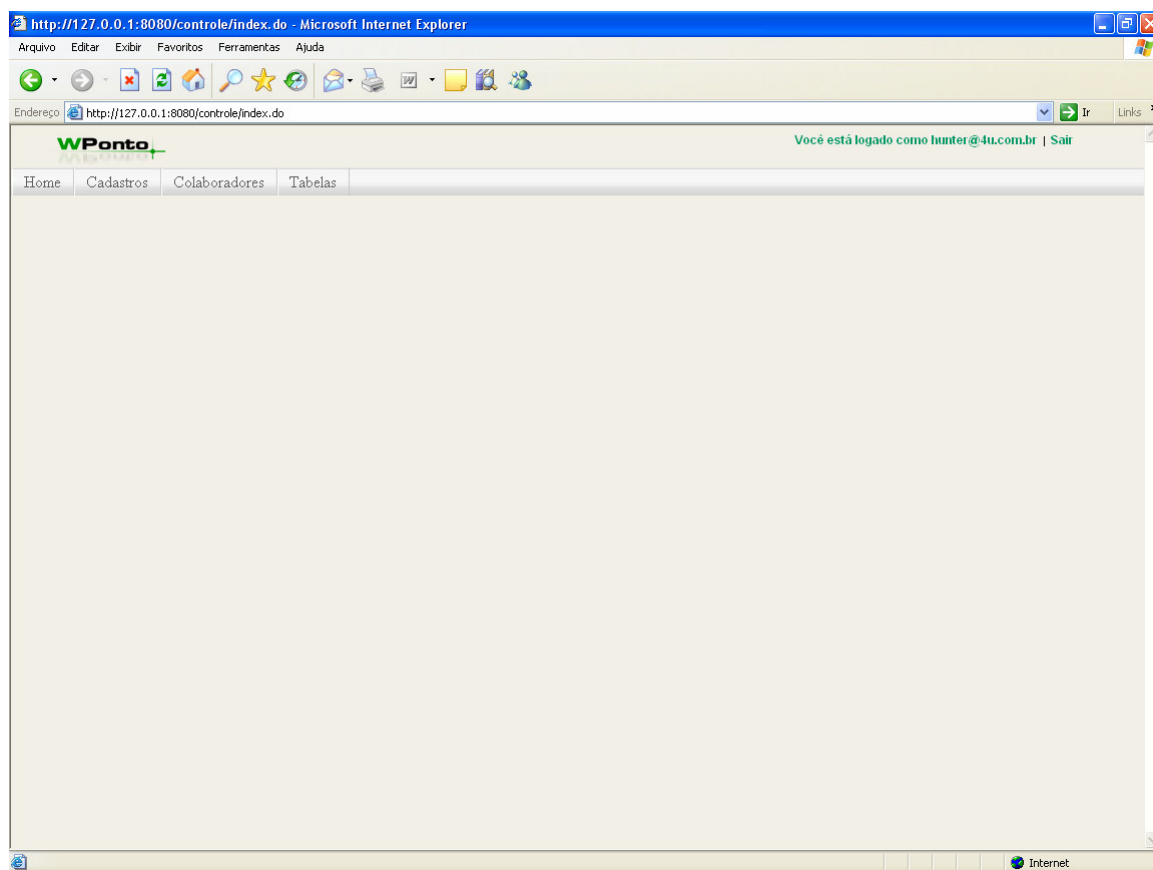 http://127.0.0.1:8080/controle/index.do - Microsoft Internet Explorer
Arquivo Editar Exibir Favoritos Ferramentas Ajuda
Endereço http://127.0.0.1:8080/controle/index.do Ir Links
WPonto
Você está logado como hunter@4u.com.br | Sair
Home Cadastros Colaboradores Tabelas
Internet